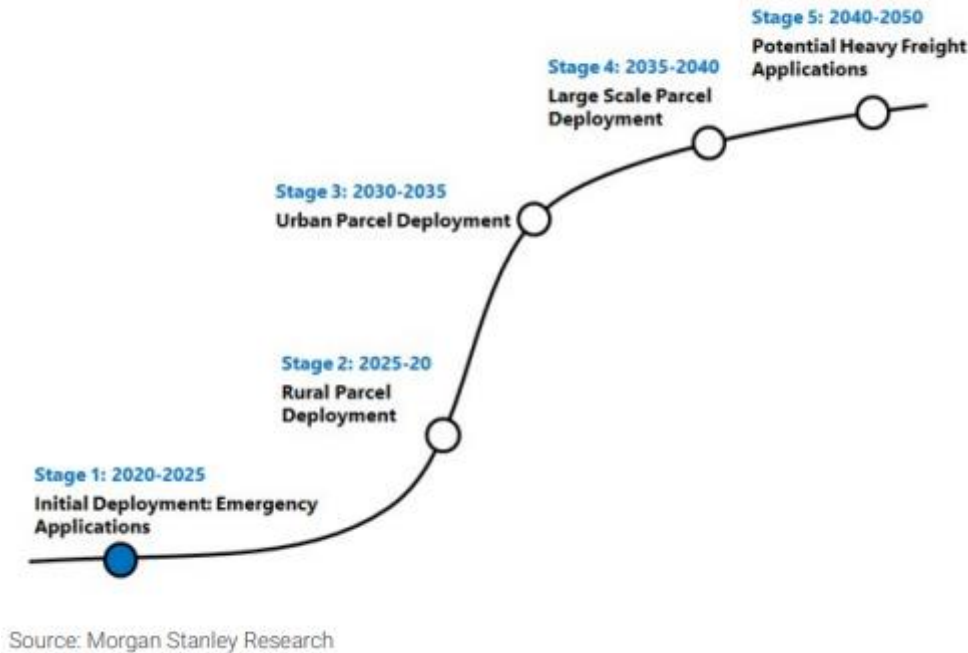 Stage 5: 2040-2050
Potential Heavy Freight
Applications
Stage 4: 2035-2040
Large Scale Parcel
Deployment
Stage 3: 2030-2035
Urban Parcel Deployment
Stage 2: 2025-20
Rural Parcel
Deployment
Stage 1: 2020-2025
Initial Deployment: Emergency
Applications
Source: Morgan Stanley Research